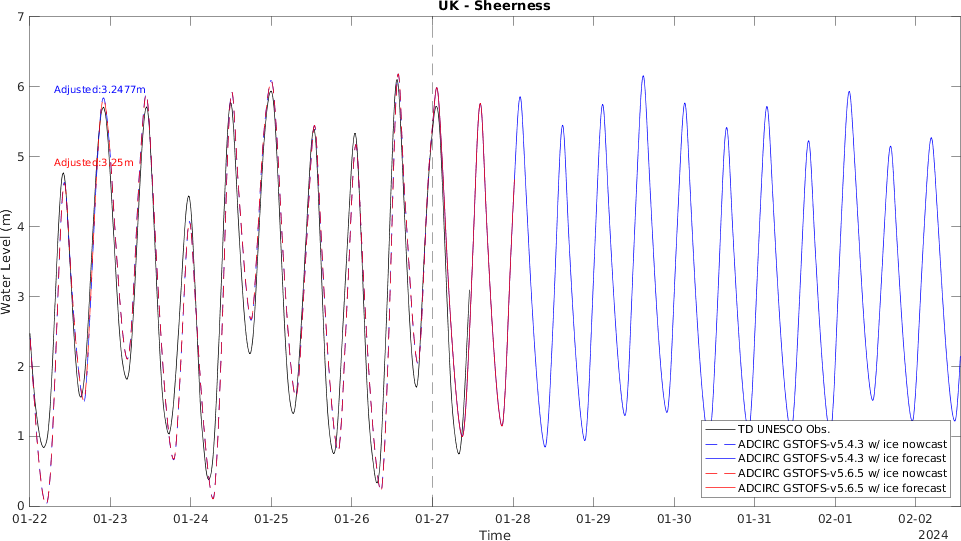 UK - Sheerness
7
6
5
4
3
2
1
0
Water Level (m)
Adjusted:3.2477m
Adjusted:3.25m
TD UNESCO Obs.
ADCIRC GSTOFS-v5.4.3 w/ ice nowcast
ADCIRC GSTOFS-v5.4.3 w/ ice forecast
ADCIRC GSTOFS-v5.6.5 w/ ice nowcast
ADCIRC GSTOFS-v5.6.5 w/ ice forecast
01-22 01-23 01-24 01-25 01-26 01-27 01-28 01-29 01-30 01-31 02-01 02-02
Time
2024